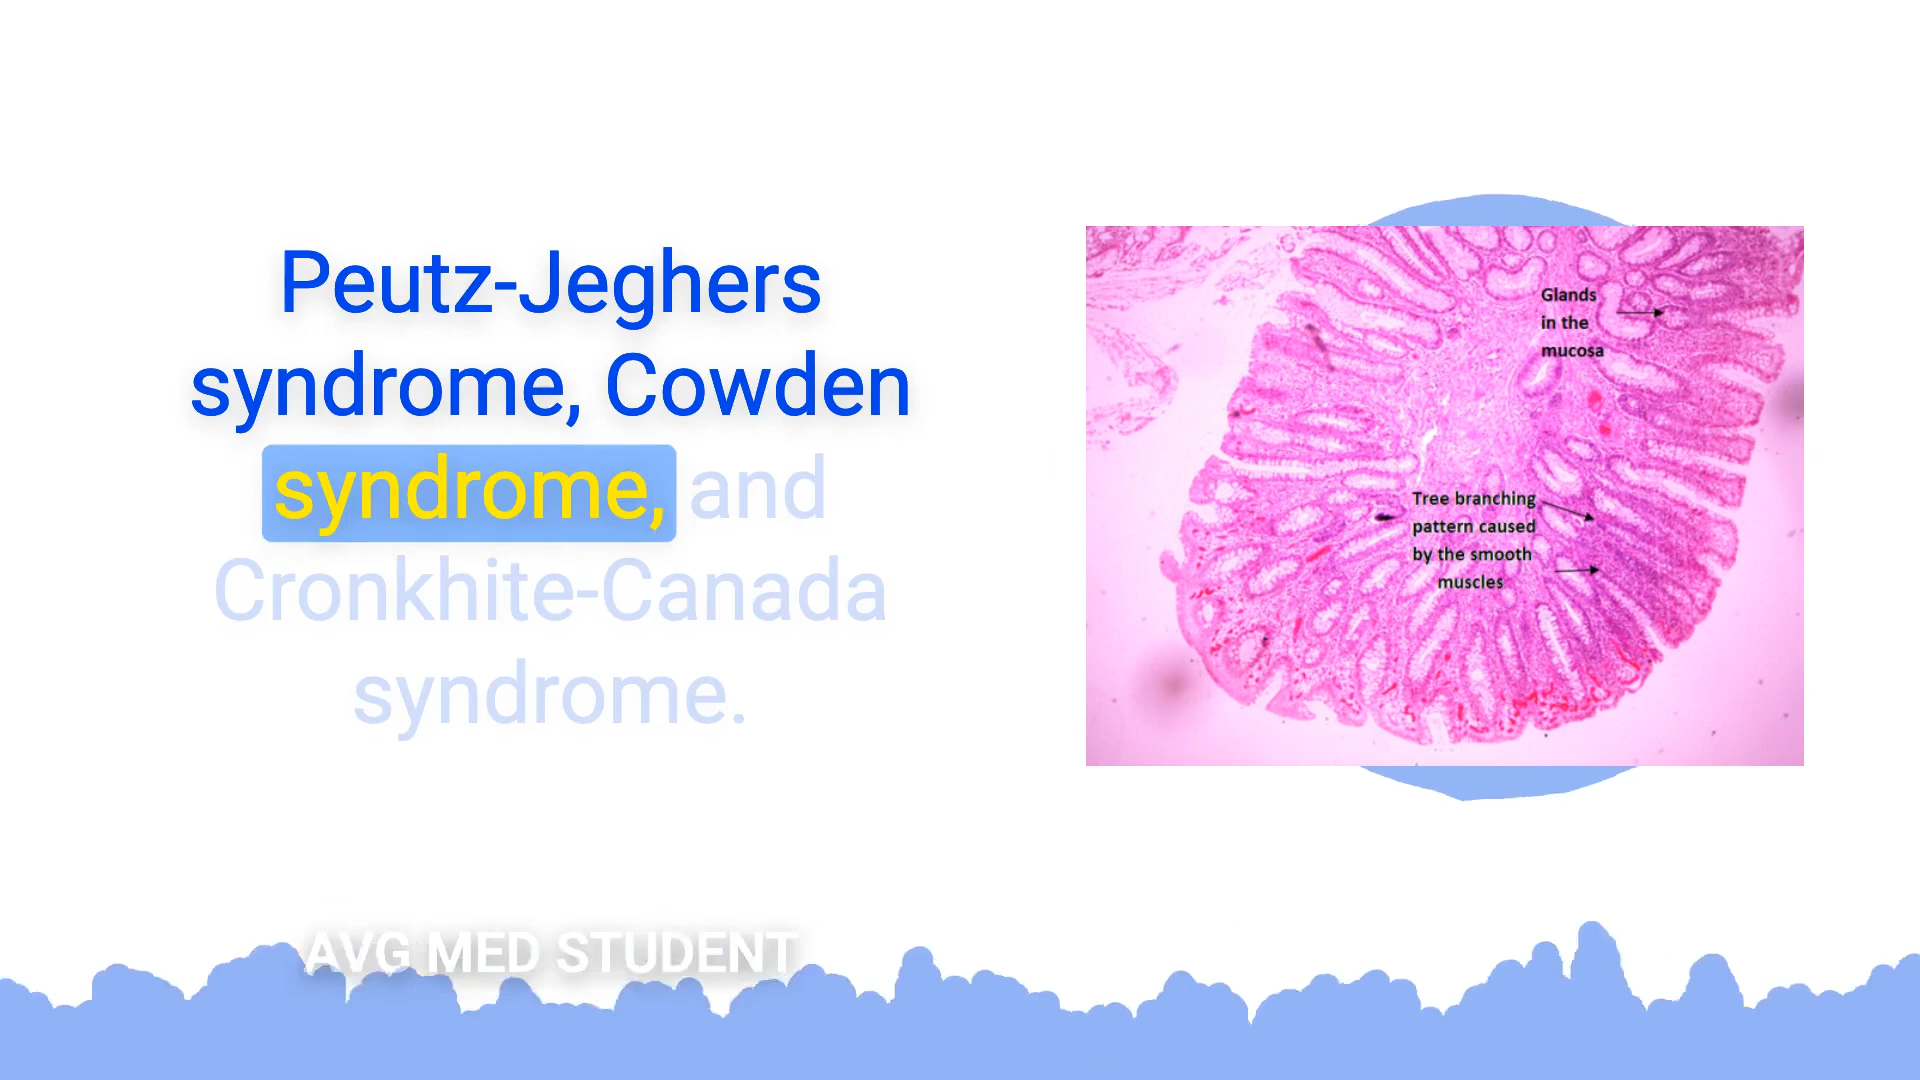 Peutz-Jeghers
syndrome, Cowden
syndrome, and
Cronkhite-Canada
syndrome.
Glands
in the
mucosa
Tree branching
pattern caused
by the smooth
muscles
AVG MED STUDENT